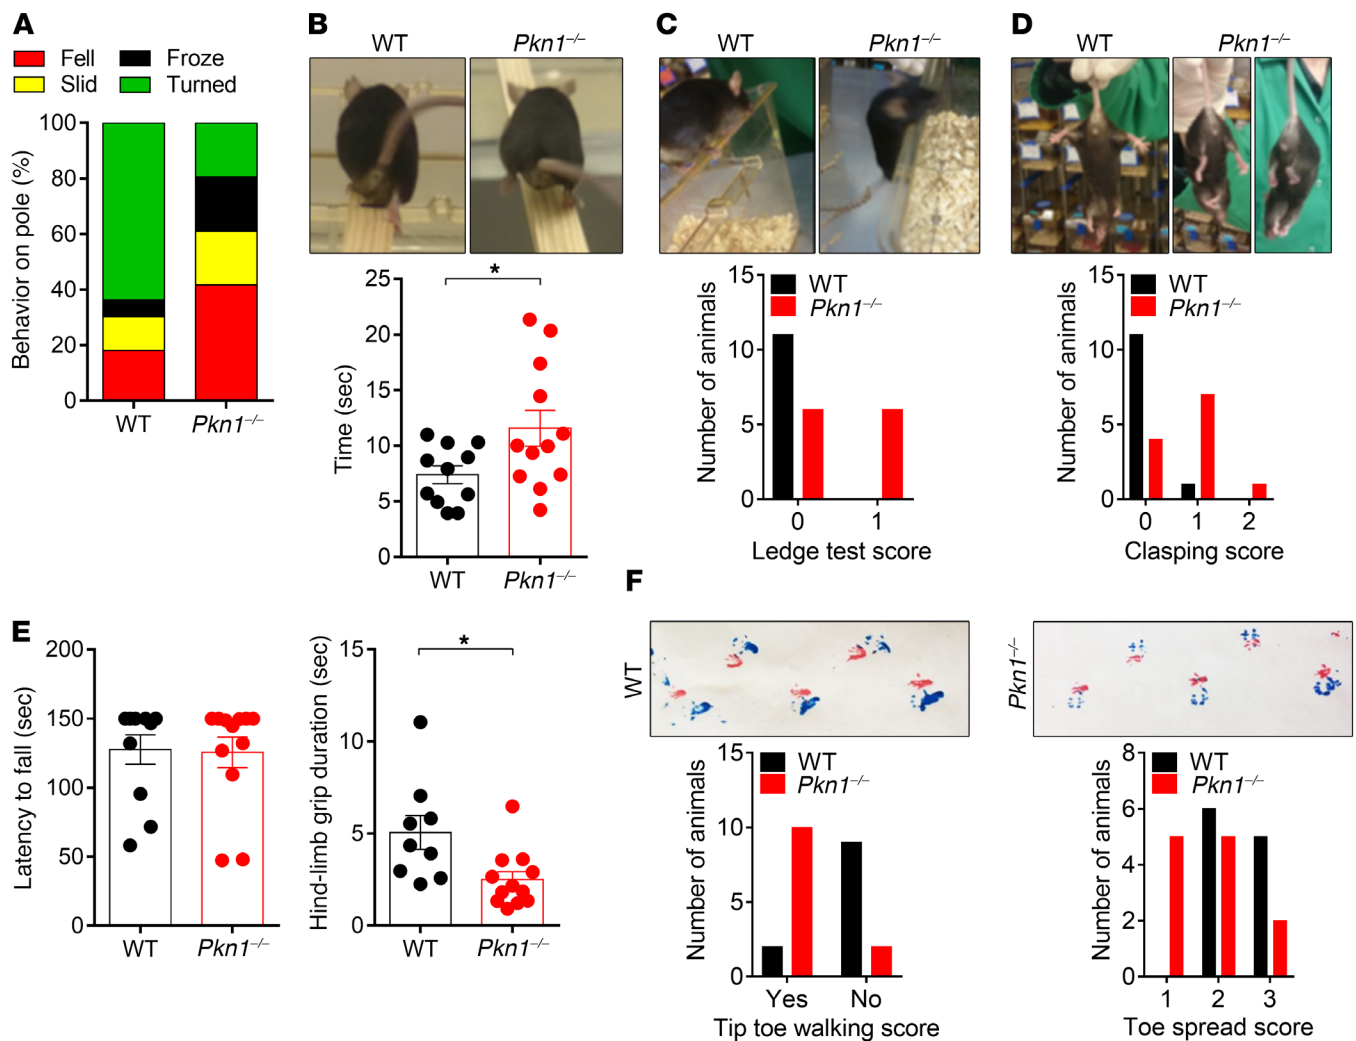 A
Fell
Froze
Slid
Turned
Behavior on pole (%)
100
80
60
40
20
0
WT
Pkn1–/–
B
WT
Pkn1–/–
Time (sec)
25
20
15
10
5
0
*
WT
Pkn1–/–
C
WT
Pkn1–/–
Number of animals
15
10
5
0
WT
Pkn1–/–
0 1
Ledge test score
D
WT
Pkn1–/–
Number of animals
15
10
5
0
WT
Pkn1–/–
0 1 2
Clasping score
E
Latency to fall (sec)
200
150
100
50
0
WT
Pkn1–/–
Hind-limb grip duration (sec)
15
10
5
0
*
WT
Pkn1–/–
F
WT
Pkn1–/–
Number of animals
15
10
5
0
WT
Pkn1–/–
Yes No
Tip toe walking score
Number of animals
8
6
4
2
0
WT
Pkn1–/–
1 2 3
Toe spread score